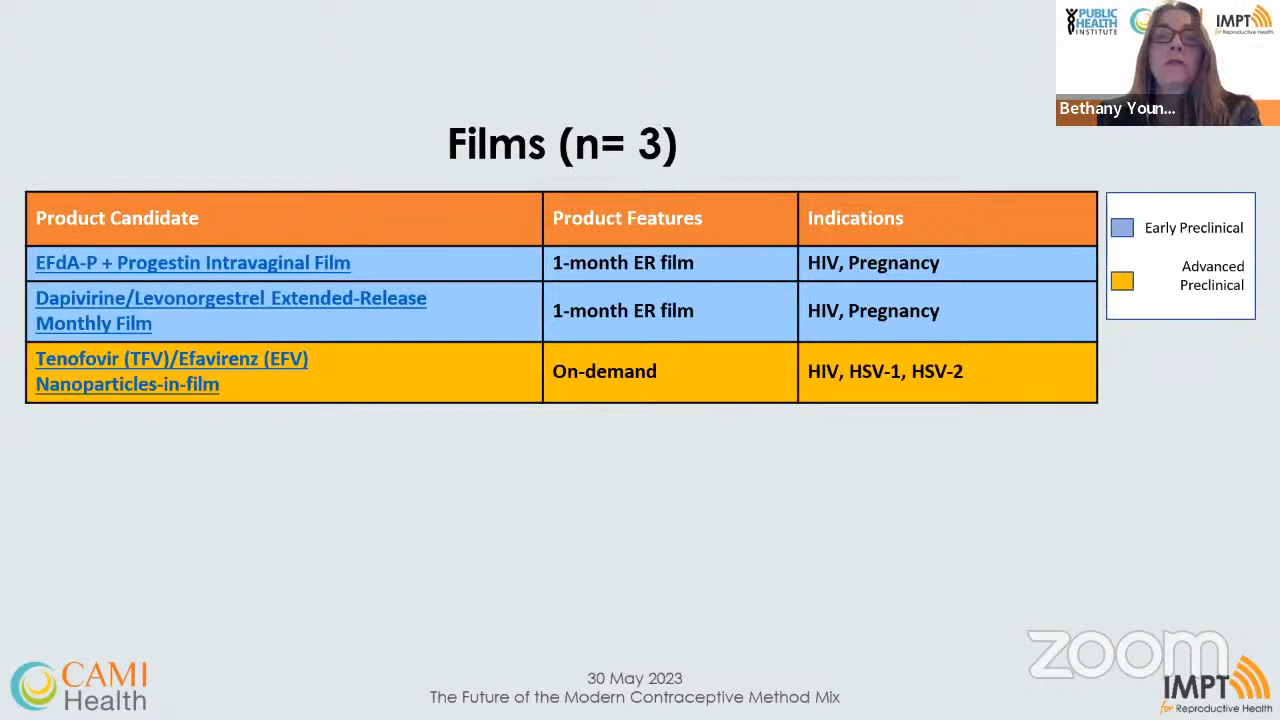 PUBLIC
HEALTH
INSTITUTE
IMPT
for Reproductive Health
Bethany Youn...
Films (n= 3)
Product Candidate
Product Features
Indications
EFdA-P + Progestin Intravaginal Film
1-month ER film
HIV, Pregnancy
Dapivirine/Levonorgestrel Extended-Release
Monthly Film
1-month ER film
HIV, Pregnancy
Tenofovir (TFV)/Efavirenz (EFV)
Nanoparticles-in-film
On-demand
HIV, HSV-1, HSV-2
Early Preclinical
Advanced
Preclinical
CAMI
Health
30 May 2023
The Future of the Modern Contraceptive Method Mix
zoom
IMPT
for Reproductive Health